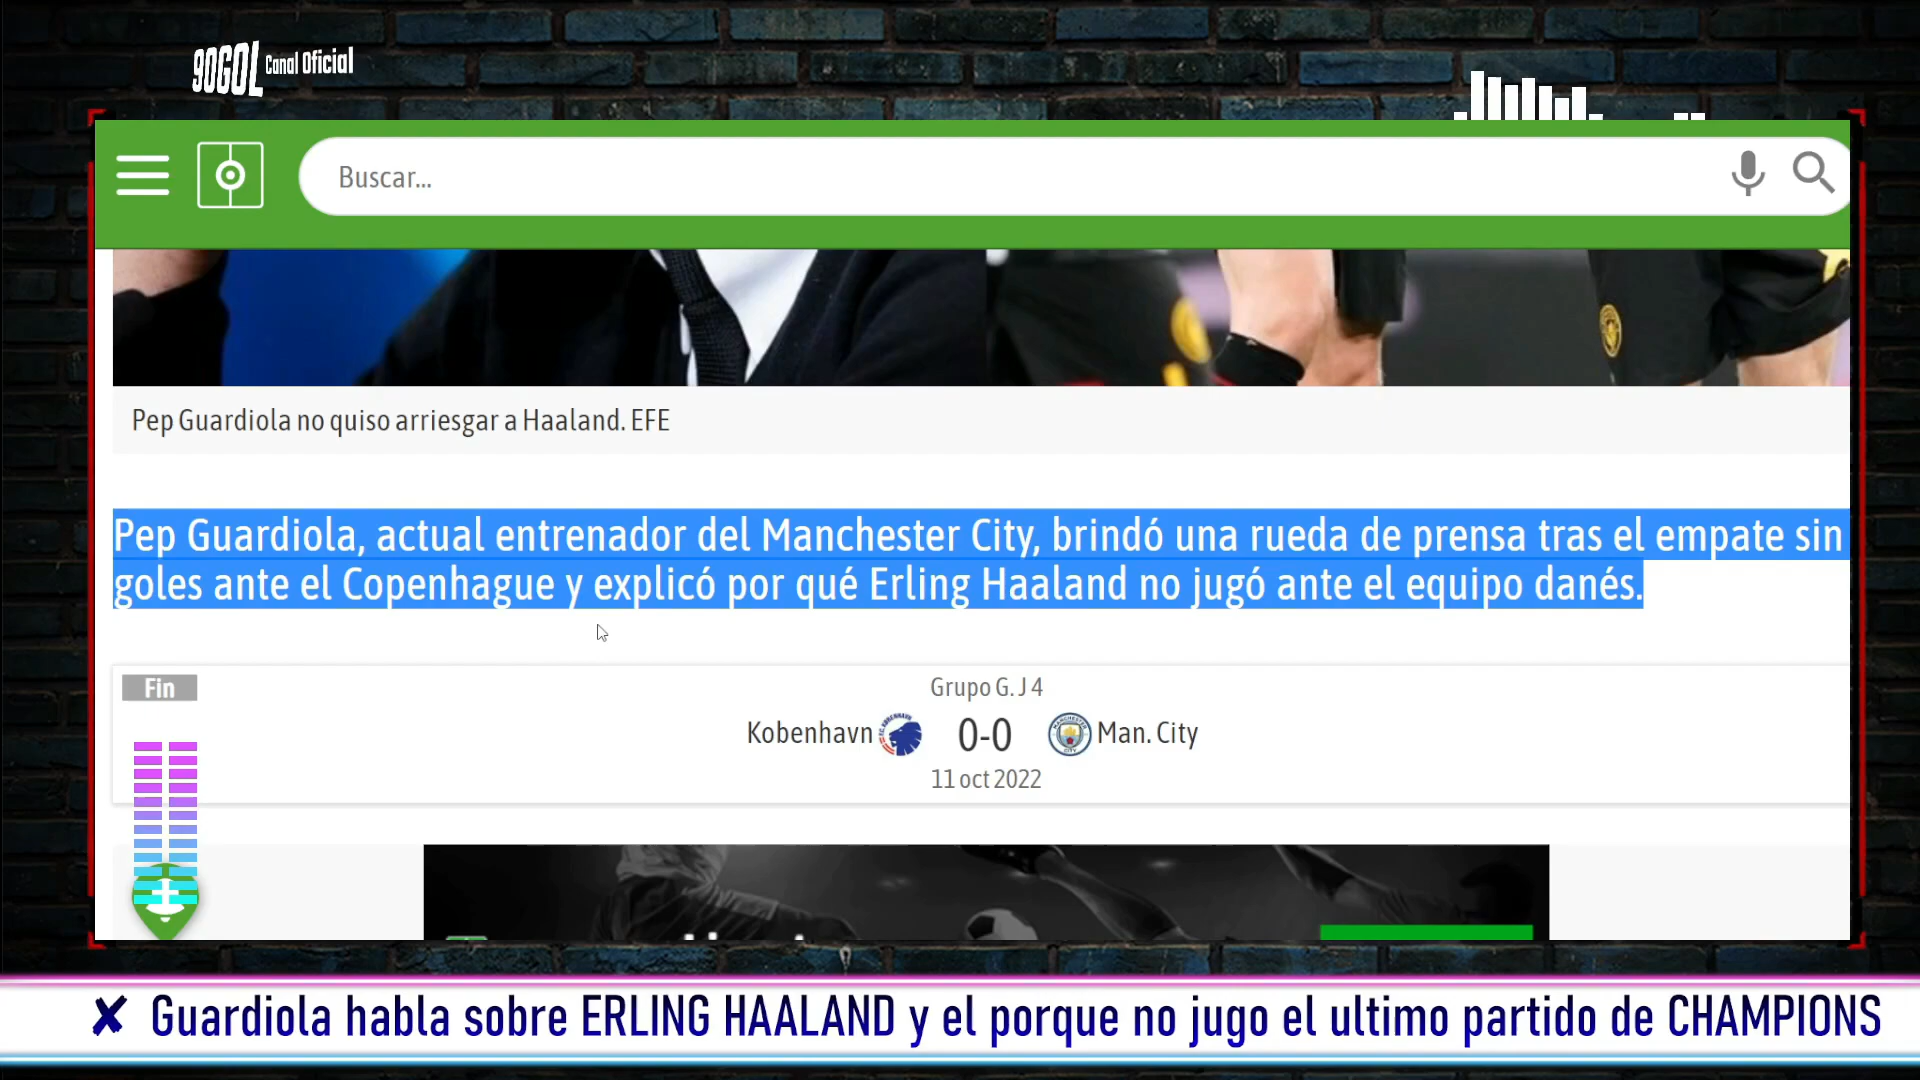 90GOL Canal Oficial
Buscar...
Pep Guardiola no quiso arriesgar a Haaland. EFE
Pep Guardiola, actual entrenador del Manchester City, brindó una rueda de prensa tras el empate sin
goles ante el Copenhague y explicó por qué Erling Haaland no jugó ante el equipo danés.
Fin
Grupo G. J 4
Kobenhavn 0-0 Man. City
11 oct 2022
✘ Guardiola habla sobre ERLING HAALAND y el porque no jugo el ultimo partido de CHAMPIONS